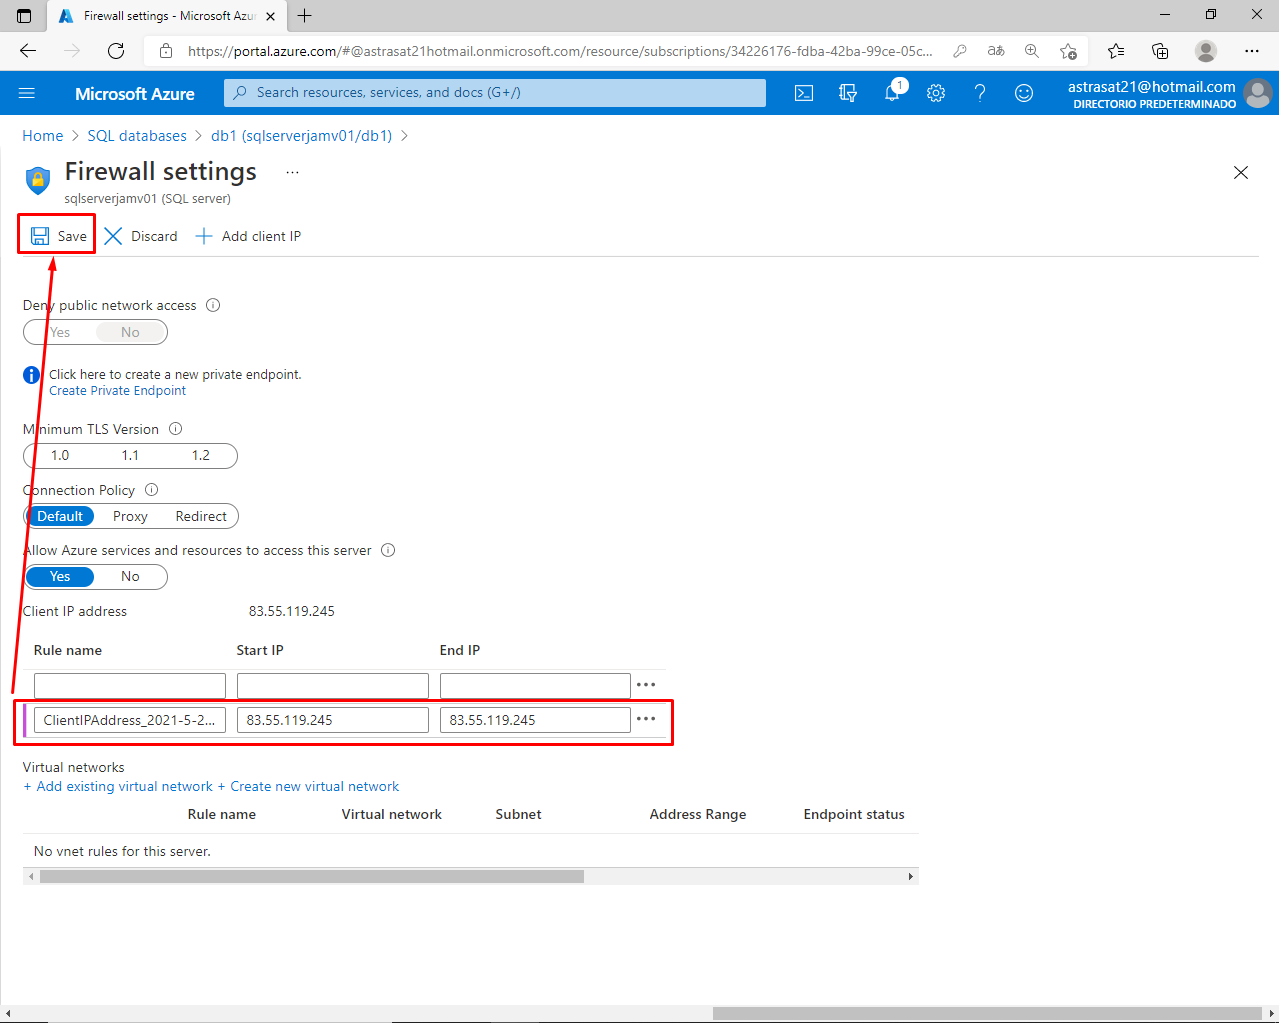 Firewall settings - Microsoft Azu
https://portal.azure.com/#@astrasat21hotmail.onmicrosoft.com/resource/subscriptions/34226176-fdba-42ba-99ce-05c...
aあ
Microsoft Azure
Search resources, services, and docs (G+/)
1
astrasat21@hotmail.com
DIRECTORIO PREDETERMINADO
Home > SQL databases > db1 (sqlserverjamv01/db1) >
Firewall settings ...
sqlserverjamv01 (SQL server)
Save Discard Add client IP
Deny public network access
Yes No
Click here to create a new private endpoint.
Create Private Endpoint
Minimum TLS Version
1.0 1.1 1.2
Connection Policy
Default Proxy Redirect
Allow Azure services and resources to access this server
Yes No
Client IP address 83.55.119.245
Rule name Start IP End IP
ClientIPAddress_2021-5-2... 83.55.119.245 83.55.119.245
Virtual networks
+ Add existing virtual network + Create new virtual network
Rule name Virtual network Subnet Address Range Endpoint status
No vnet rules for this server.